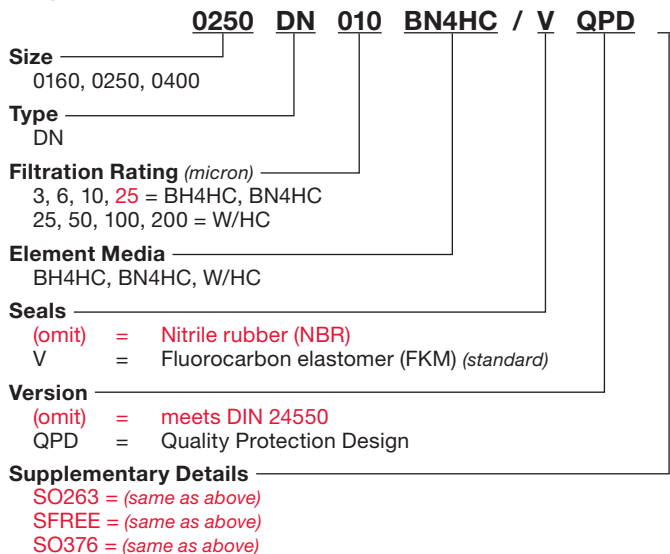 0250 DN 010 BN4HC / V QPD
Size
0160, 0250, 0400
Type
DN
Filtration Rating (micron)
3, 6, 10, 25 = BH4HC, BN4HC
25, 50, 100, 200 = W/HC
Element Media
BH4HC, BN4HC, W/HC
Seals
(omit) = Nitrile rubber (NBR)
V = Fluorocarbon elastomer (FKM) (standard)
Version
(omit) = meets DIN 24550
QPD = Quality Protection Design
Supplementary Details
SO263 = (same as above)
SFREE = (same as above)
SO376 = (same as above)